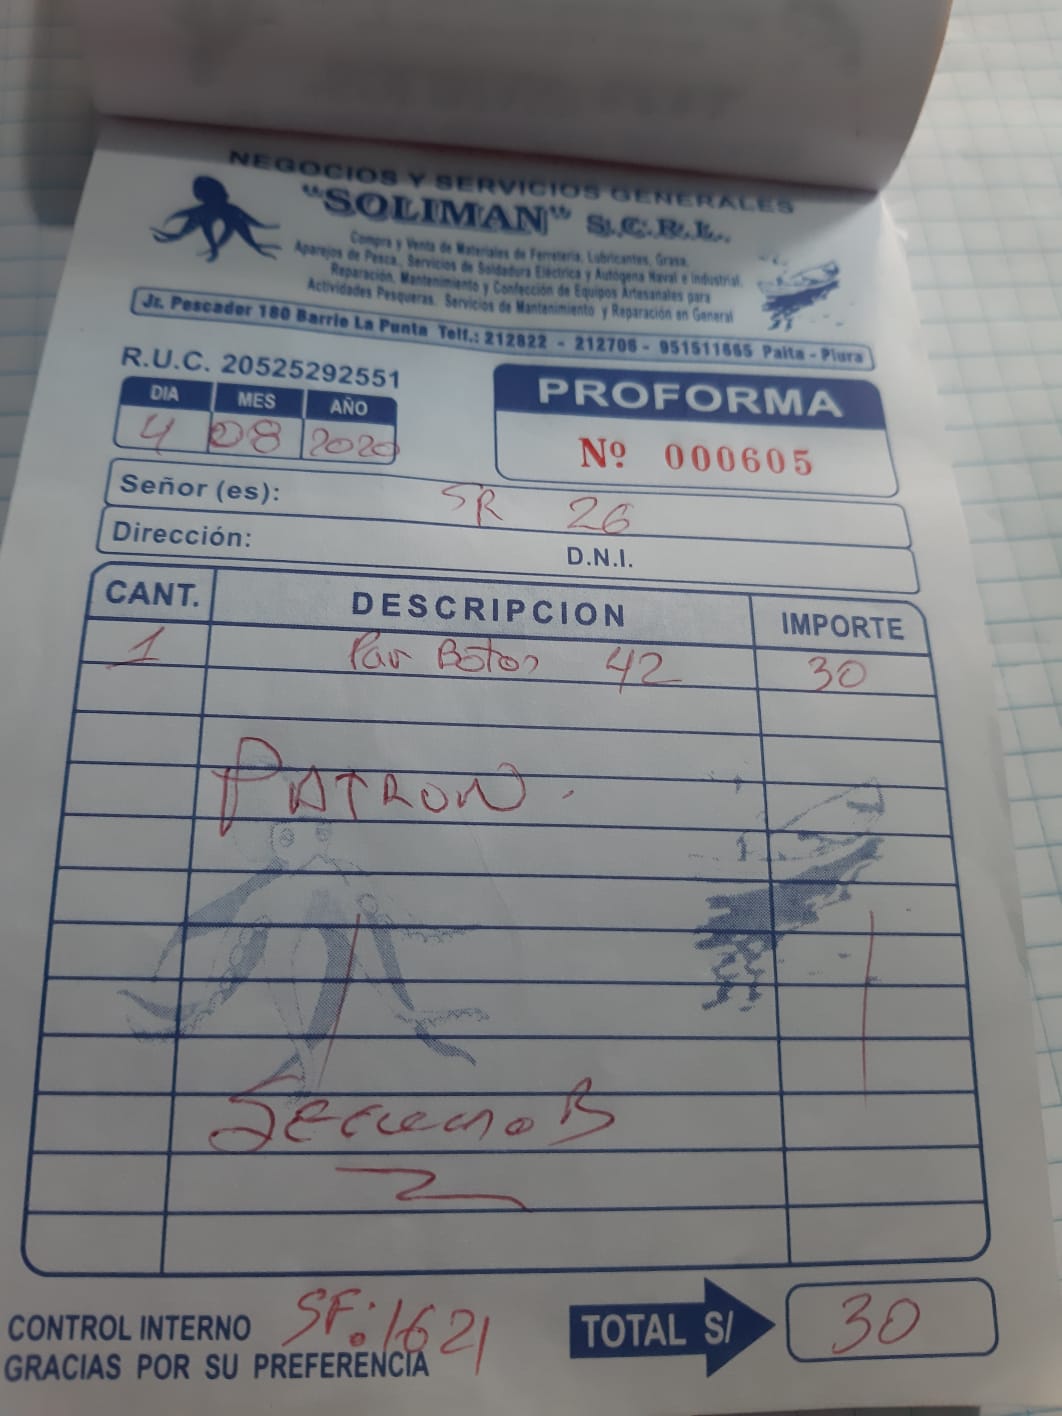 NEGOCIOS Y SERVICIOS GENERALES
"SOLIMAN" S.C.R.L.
Compra y Venta de Materiales de Ferretería, Lubricantes, Grasa,
Aparejos de Pesca, Servicios de Soldadura Eléctrica y Autógena Naval e Industrial.
Reparación, Mantenimiento y Confección de Equipos Artesanales para
Actividades Pesqueras. Servicios de Mantenimiento y Reparación en General
Jr. Pescador 180 Barrio La Punta Telf.: 212822 - 212706 - 951511665 Paita - Piura
R.U.C. 20525292551
DIA MES AÑO
4 08 2020
PROFORMA
Nº 000605
Señor (es): SR 26
Dirección: D.N.I.
CANT. DESCRIPCION IMPORTE
1 Par Botas 42 30
PATRON.
CONTROL INTERNO SF:1621
GRACIAS POR SU PREFERENCIA
TOTAL S/ 30